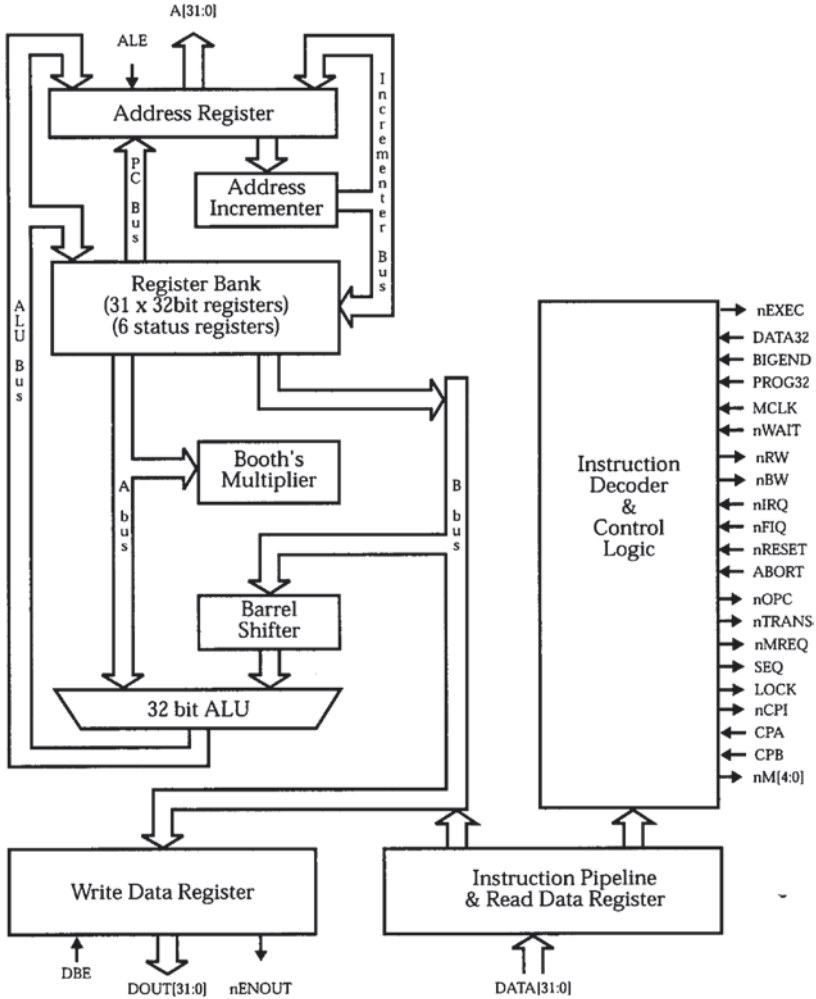 A[31:0]
ALE
Address Register
Incrementer Bus
PC Bus
Address
Incrementer
Register Bank
(31 x 32bit registers)
(6 status registers)
ALU Bus
A bus
Booth's
Multiplier
B bus
Barrel
Shifter
32 bit ALU
Instruction
Decoder
&
Control
Logic
nEXEC
DATA32
BIGEND
PROG32
MCLK
nWAIT
nRW
nBW
nIRQ
nFIQ
nRESET
ABORT
nOPC
nTRANS
nMREQ
SEQ
LOCK
nCPI
CPA
CPB
nM[4:0]
Write Data Register
Instruction Pipeline
& Read Data Register
DBE
DOUT[31:0]
nENOUT
DATA[31:0]